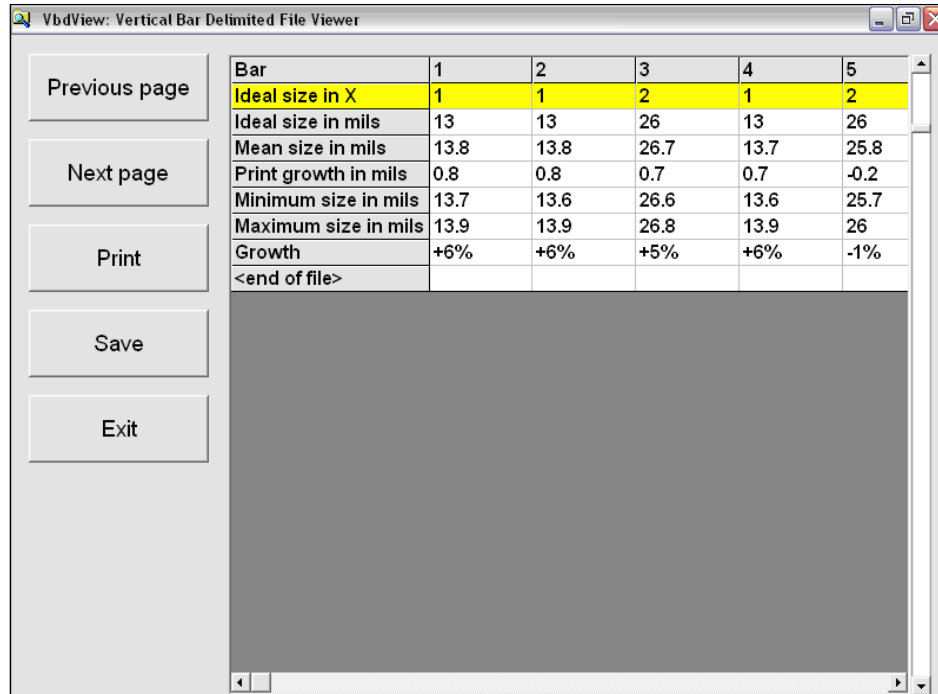 VbdView: Vertical Bar Delimited File Viewer
Previous page
Next page
Print
Save
Exit
Bar 1 2 3 4 5
Ideal size in X 1 1 2 1 2
Ideal size in mils 13 13 26 13 26
Mean size in mils 13.8 13.8 26.7 13.7 25.8
Print growth in mils 0.8 0.8 0.7 0.7 -0.2
Minimum size in mils 13.7 13.6 26.6 13.6 25.7
Maximum size in mils 13.9 13.9 26.8 13.9 26
Growth +6% +6% +5% +6% -1%
<end of file>